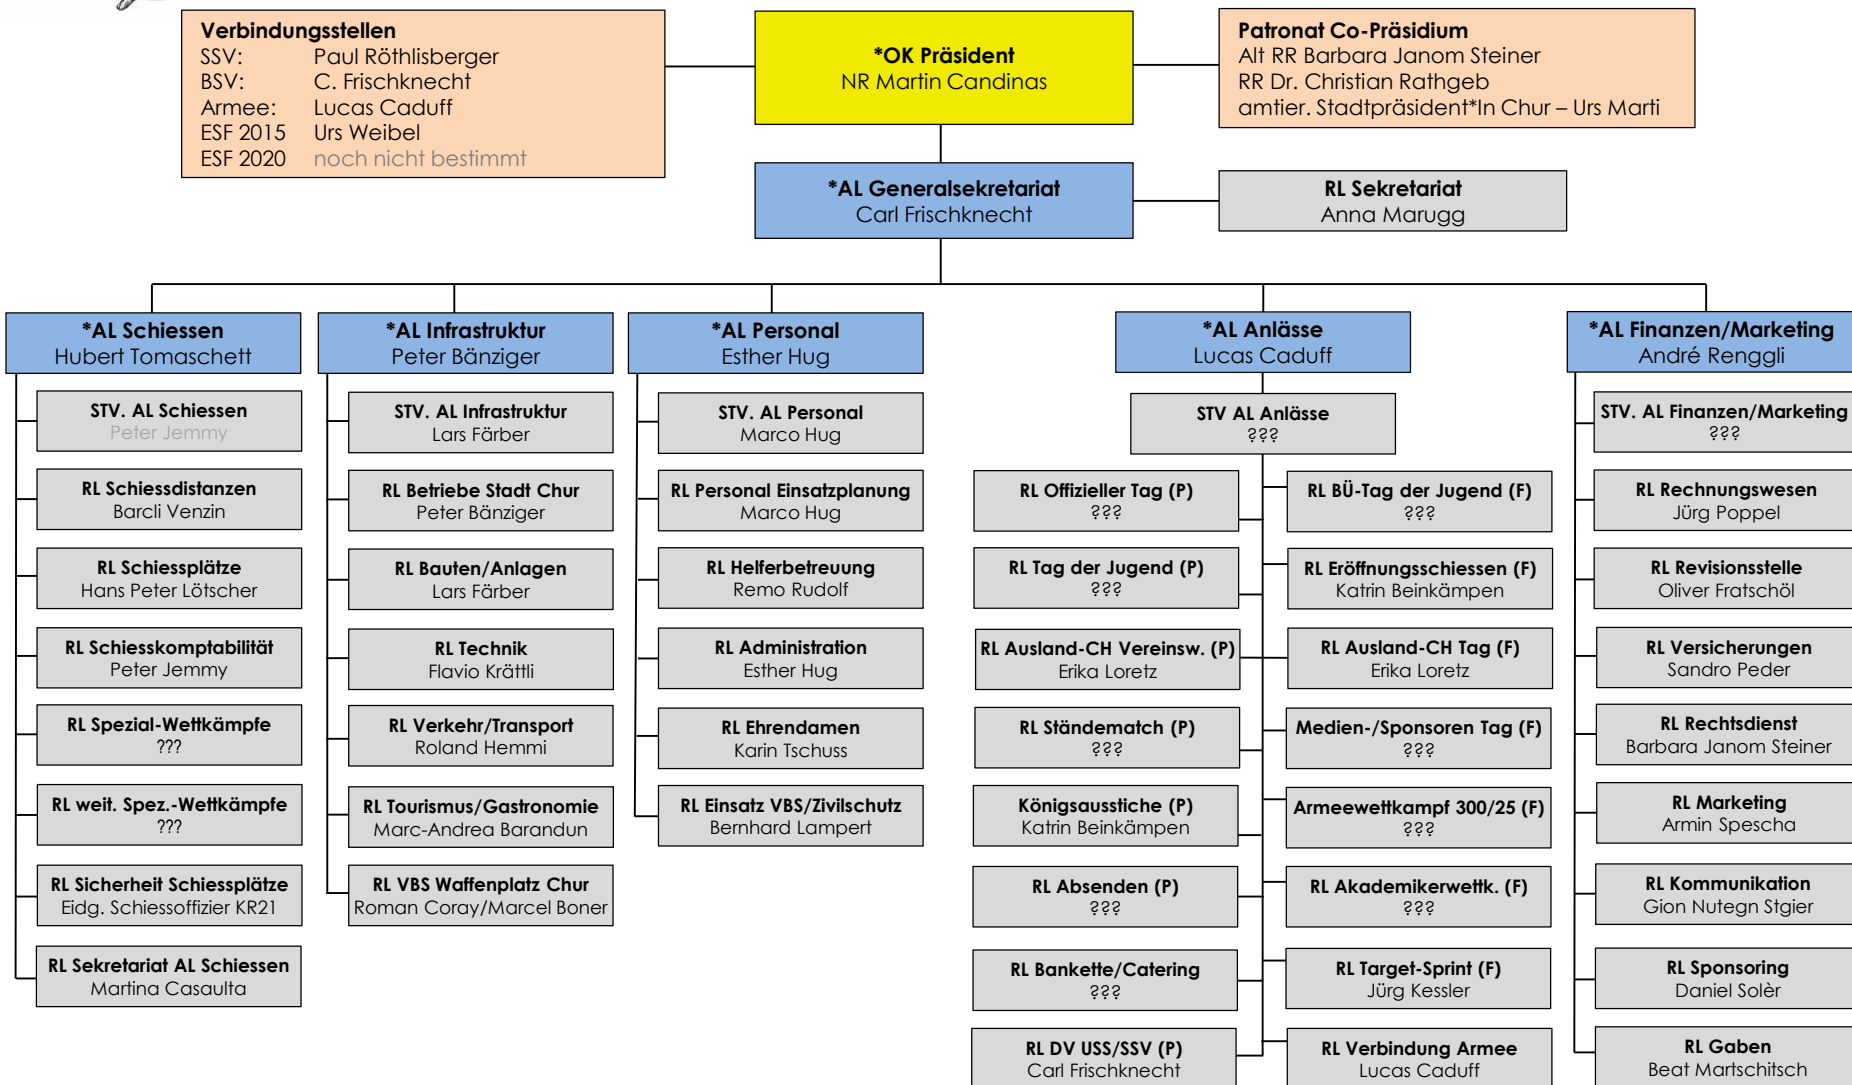 Verbindungsstellen
SSV: Paul Röthlisberger
BSV: C. Frischknecht
Armee: Lucas Caduff
ESF 2015 Urs Weibel
ESF 2020 noch nicht bestimmt
*OK Präsident
NR Martin Candinas
Patronat Co-Präsidium
Alt RR Barbara Janom Steiner
RR Dr. Christian Rathgeb
amtier. Stadtpräsident*In Chur – Urs Marti
*AL Generalsekretariat
Carl Frischknecht
RL Sekretariat
Anna Marugg
*AL Schiessen
Hubert Tomaschett
STV. AL Schiessen
Peter Jemmy
RL Schiessdistanzen
Barcli Venzin
RL Schiessplätze
Hans Peter Lötscher
RL Schiesskomptabilität
Peter Jemmy
RL Spezial-Wettkämpfe
???
RL weit. Spez.-Wettkämpfe
???
RL Sicherheit Schiessplätze
Eidg. Schiessoffizier KR21
RL Sekretariat AL Schiessen
Martina Casaulta
*AL Infrastruktur
Peter Bänziger
STV. AL Infrastruktur
Lars Färber
RL Betriebe Stadt Chur
Peter Bänziger
RL Bauten/Anlagen
Lars Färber
RL Technik
Flavio Krättli
RL Verkehr/Transport
Roland Hemmi
RL Tourismus/Gastronomie
Marc-Andrea Barandun
RL VBS Waffenplatz Chur
Roman Coray/Marcel Boner
*AL Personal
Esther Hug
STV. AL Personal
Marco Hug
RL Personal Einsatzplanung
Marco Hug
RL Helferbetreuung
Remo Rudolf
RL Administration
Esther Hug
RL Ehrendamen
Karin Tschuss
RL Einsatz VBS/Zivilschutz
Bernhard Lampert
*AL Anlässe
Lucas Caduff
STV AL Anlässe
???
RL Offizieller Tag (P)
???
RL Tag der Jugend (P)
???
RL Ausland-CH Vereinsw. (P)
Erika Loretz
RL Ständematch (P)
???
Königsausstiche (P)
Katrin Beinkämpen
RL Absenden (P)
???
RL Bankette/Catering
???
RL DV USS/SSV (P)
Carl Frischknecht
RL BÜ-Tag der Jugend (F)
???
RL Eröffnungsschiessen (F)
Katrin Beinkämpen
RL Ausland-CH Tag (F)
Erika Loretz
Medien-/Sponsoren Tag (F)
???
Armeewettkampf 300/25 (F)
???
RL Akademikerwettk. (F)
???
RL Target-Sprint (F)
Jürg Kessler
RL Verbindung Armee
Lucas Caduff
*AL Finanzen/Marketing
André Renggli
STV. AL Finanzen/Marketing
???
RL Rechnungswesen
Jürg Poppel
RL Revisionsstelle
Oliver Fratschöl
RL Versicherungen
Sandro Peder
RL Rechtsdienst
Barbara Janom Steiner
RL Marketing
Armin Spescha
RL Kommunikation
Gion Nutegn Stgier
RL Sponsoring
Daniel Solèr
RL Gaben
Beat Martschitsch